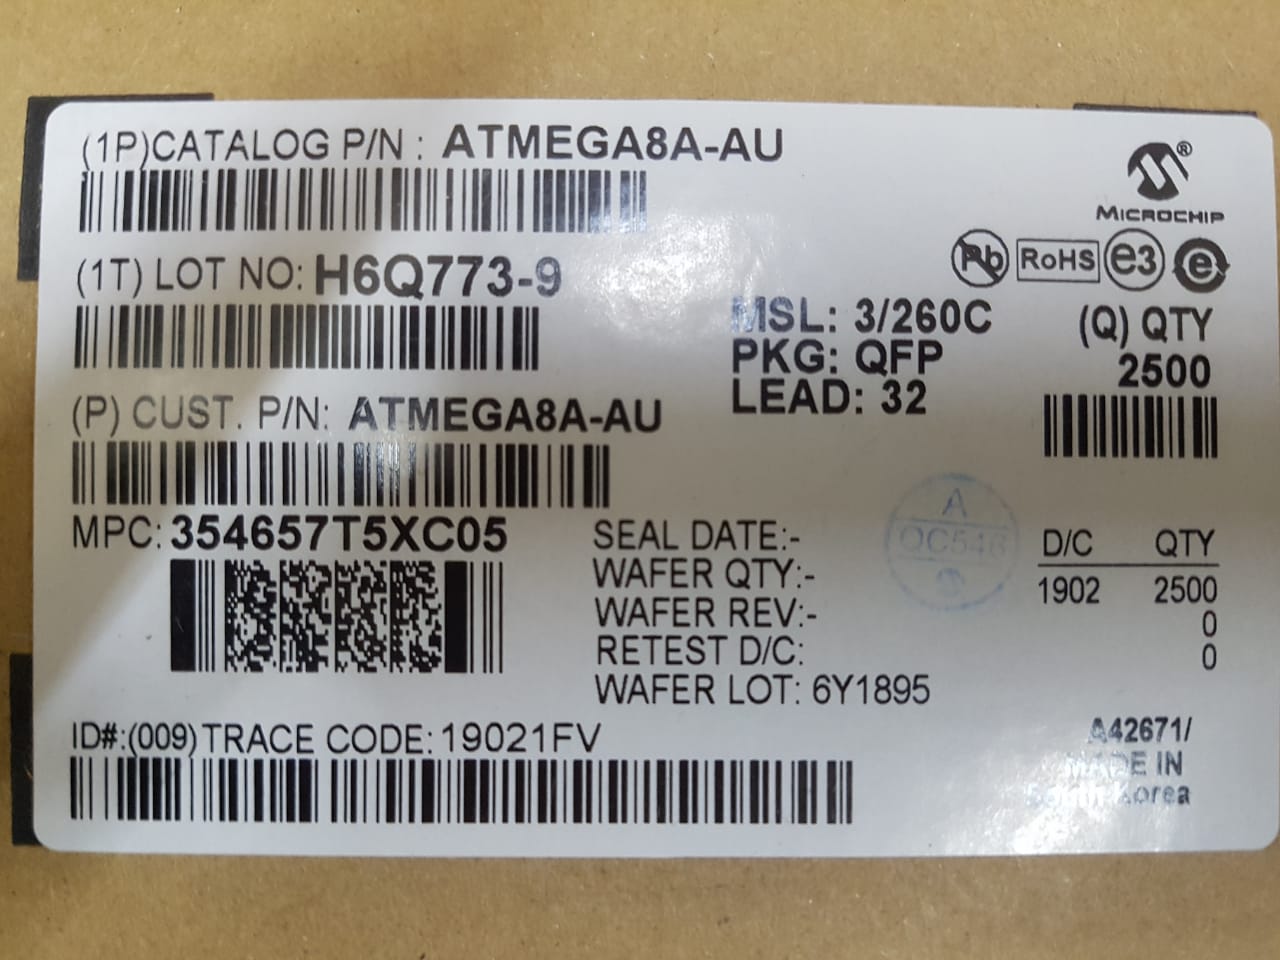 (1P)CATALOG P/N : ATMEGA8A-AU
MICROCHIP
(1T) LOT NO: H6Q773-9
Pb RoHS e3 e
MSL: 3/260C
PKG: QFP
LEAD: 32
(Q) QTY
2500
(P) CUST. P/N: ATMEGA8A-AU
MPC: 354657T5XC05
SEAL DATE:-
WAFER QTY:-
WAFER REV:-
RETEST D/C:
WAFER LOT: 6Y1895
A
D/C QTY
1902 2500
0
0
ID#:(009) TRACE CODE: 19021FV
A42671/
MADE IN
South Korea